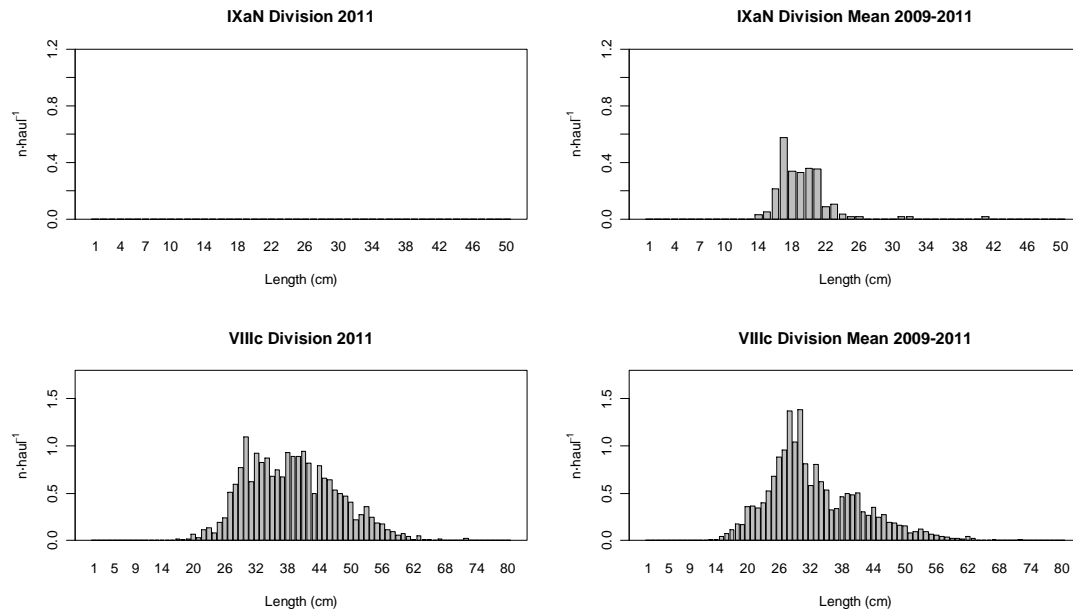 IXaN Division 2011
n·haul⁻¹
0.0 0.4 0.8 1.2
1 4 7 10 14 18 22 26 30 34 38 42 46 50
Length (cm)
IXaN Division Mean 2009-2011
n·haul⁻¹
0.0 0.4 0.8 1.2
1 4 7 10 14 18 22 26 30 34 38 42 46 50
Length (cm)
VIIIc Division 2011
n·haul⁻¹
0.0 0.5 1.0 1.5
1 5 9 14 20 26 32 38 44 50 56 62 68 74 80
Length (cm)
VIIIc Division Mean 2009-2011
n·haul⁻¹
0.0 0.5 1.0 1.5
1 5 9 14 20 26 32 38 44 50 56 62 68 74 80
Length (cm)